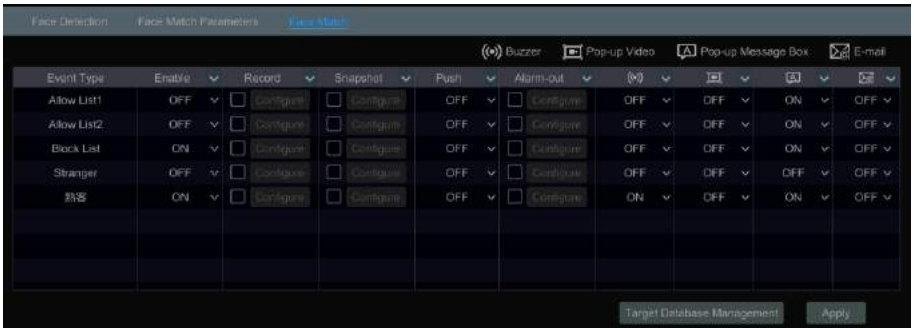 Face Detection Face Match Parameters Face Match
Buzzer Pop-up Video Pop-up Message Box E-mail
Event Type Enable Record Snapshot Push Alarm-out
Allow List1 OFF Configure Configure OFF Configure OFF OFF ON OFF
Allow List2 OFF Configure Configure OFF Configure OFF OFF ON OFF
Block List ON Configure Configure OFF Configure OFF OFF ON OFF
Stranger OFF Configure Configure OFF Configure OFF OFF OFF OFF
熟客 ON Configure Configure OFF Configure ON OFF ON OFF
Target Database Management Apply